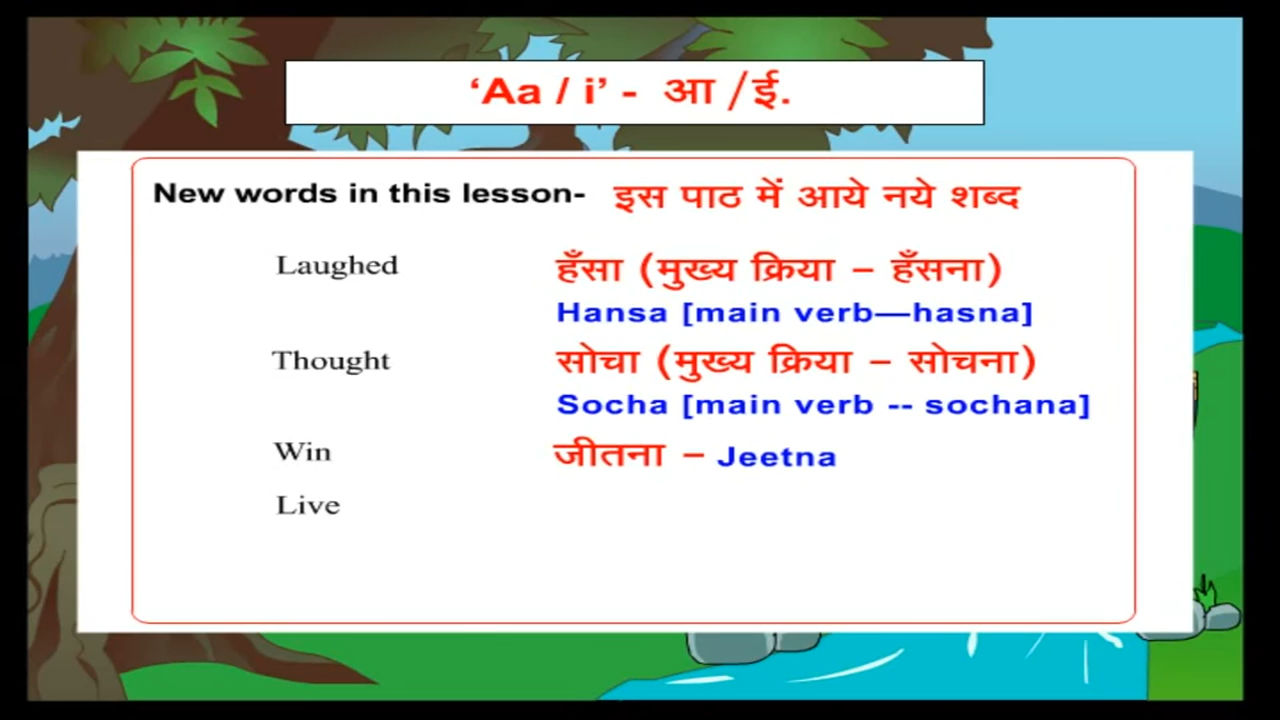 ‘Aa / i’ - आ /ई.
New words in this lesson- इस पाठ में आये नये शब्द
Laughed हँसा (मुख्य क्रिया – हँसना)
Hansa [main verb—hasna]
Thought सोचा (मुख्य क्रिया – सोचना)
Socha [main verb -- sochana]
Win जीतना – Jeetna
Live